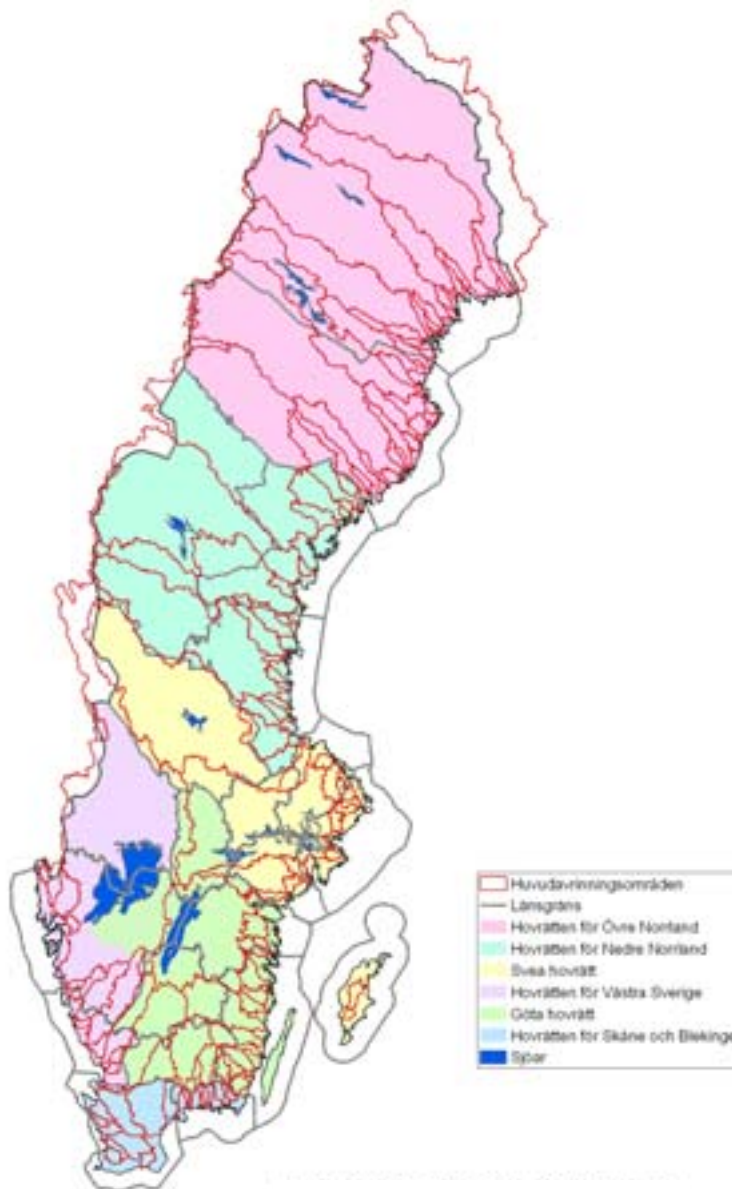 Huvudavrinningsområden
Länsgräns
Hovrätten för Övre Norrland
Hovrätten för Nedre Norrland
Svea hovrätt
Hovrätten för Västra Sverige
Göta hovrätt
Hovrätten för Skåne och Blekinge
Sjöar